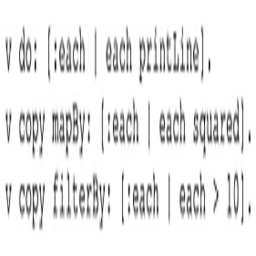 v do: [:each | each printLine].
v copy mapBy: [:each | each squared].
v copy filterBy: [:each | each > 10].